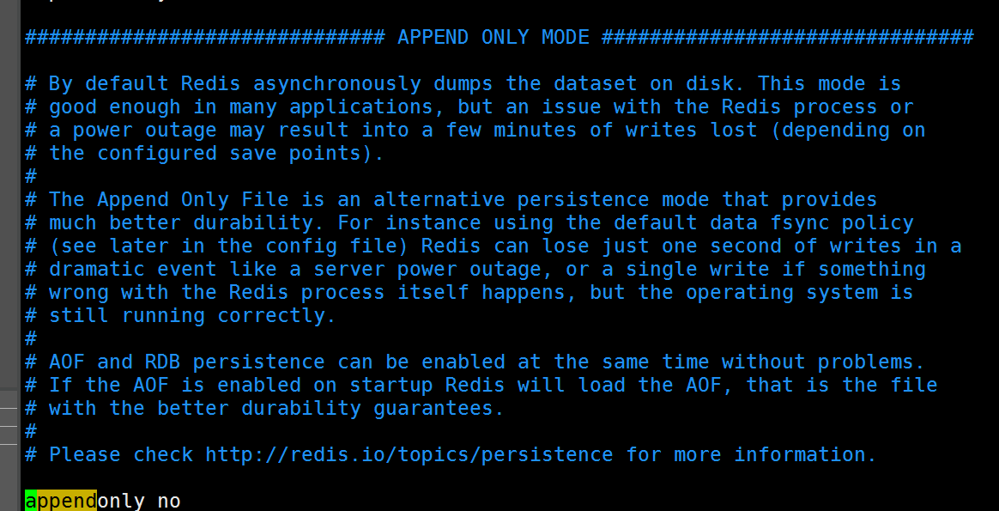 ############################## APPEND ONLY MODE ###############################
# By default Redis asynchronously dumps the dataset on disk. This mode is
# good enough in many applications, but an issue with the Redis process or
# a power outage may result into a few minutes of writes lost (depending on
# the configured save points).
#
# The Append Only File is an alternative persistence mode that provides
# much better durability. For instance using the default data fsync policy
# (see later in the config file) Redis can lose just one second of writes in a
# dramatic event like a server power outage, or a single write if something
# wrong with the Redis process itself happens, but the operating system is
# still running correctly.
#
# AOF and RDB persistence can be enabled at the same time without problems.
# If the AOF is enabled on startup Redis will load the AOF, that is the file
# with the better durability guarantees.
#
# Please check http://redis.io/topics/persistence for more information.
appendonly no